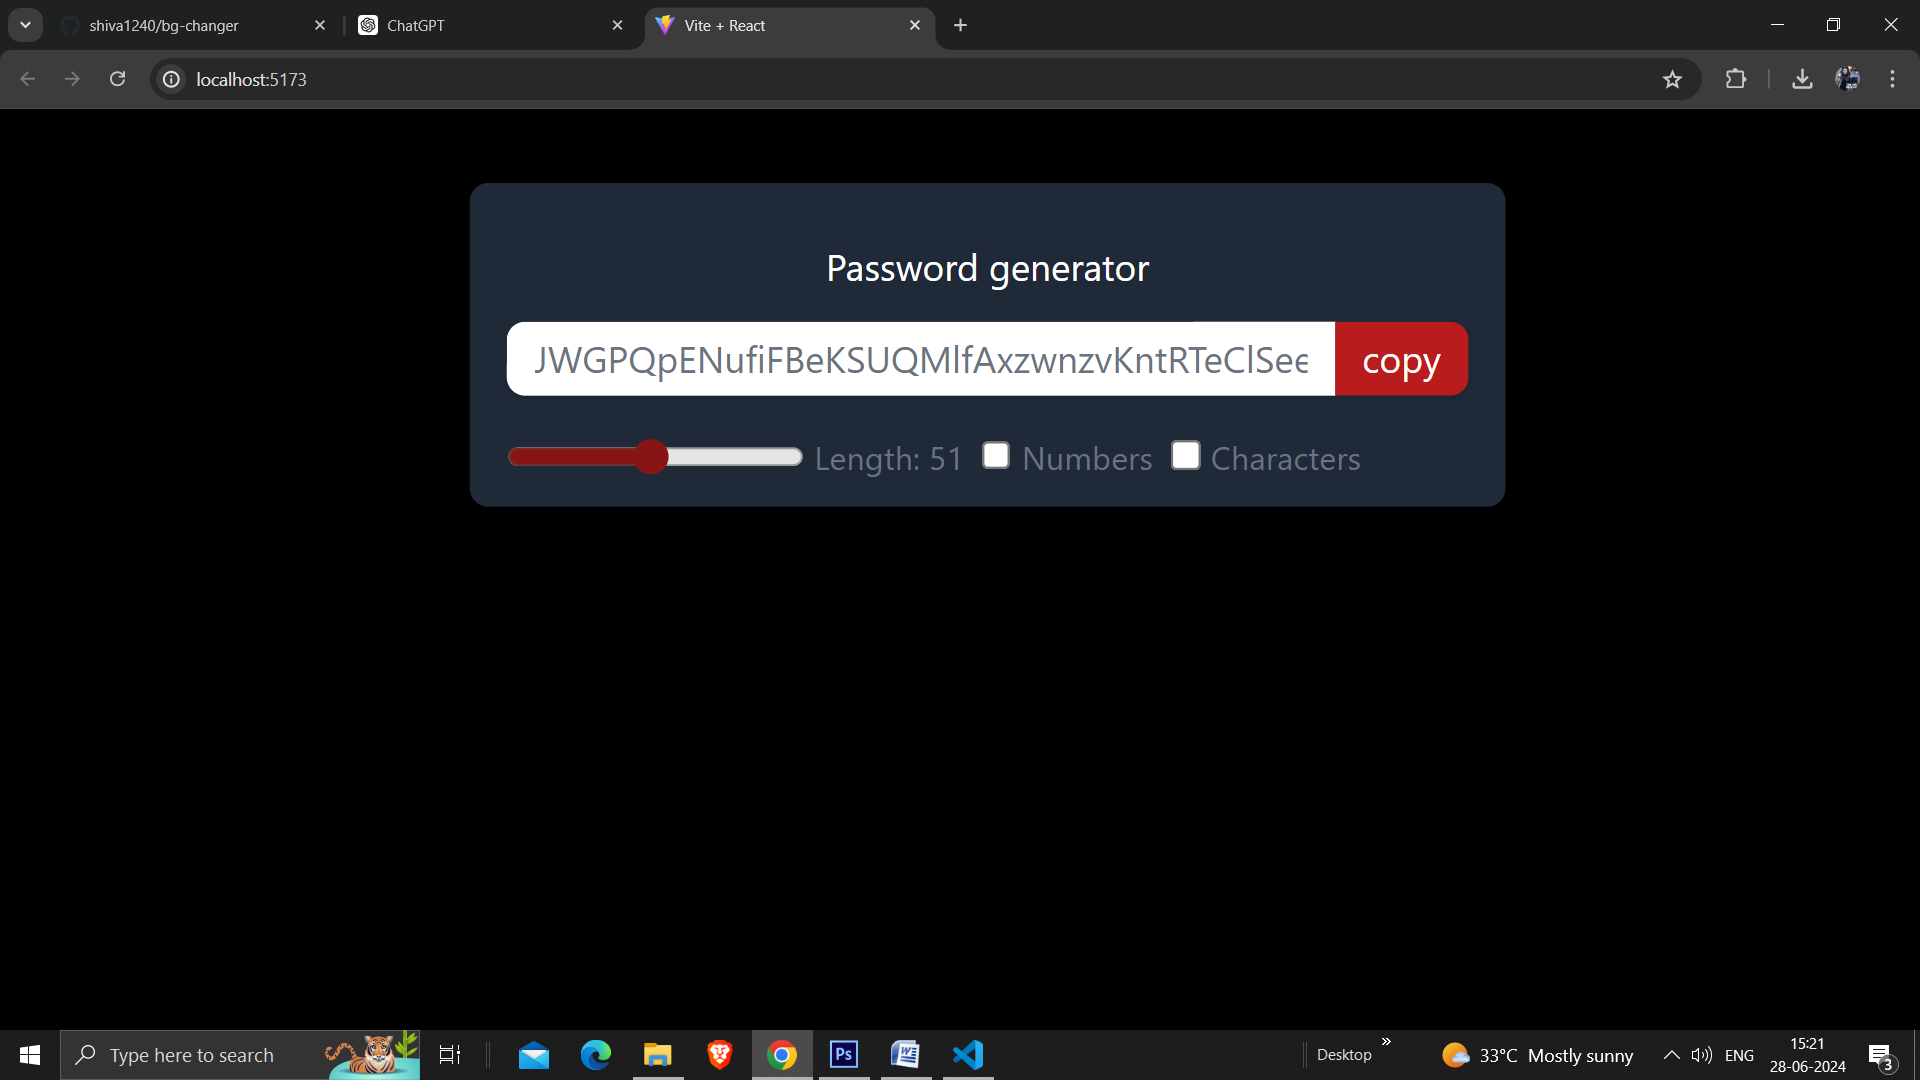 shiva1240/bg-changer
ChatGPT
Vite + React
localhost:5173
Password generator
JWGPQpENufiFBeKSUQMlfAxzwnzvKntRTeClSee
copy
Length: 51
Numbers
Characters
Type here to search
Ps
W
Desktop
33°C Mostly sunny
ENG
15:21
28-06-2024
3